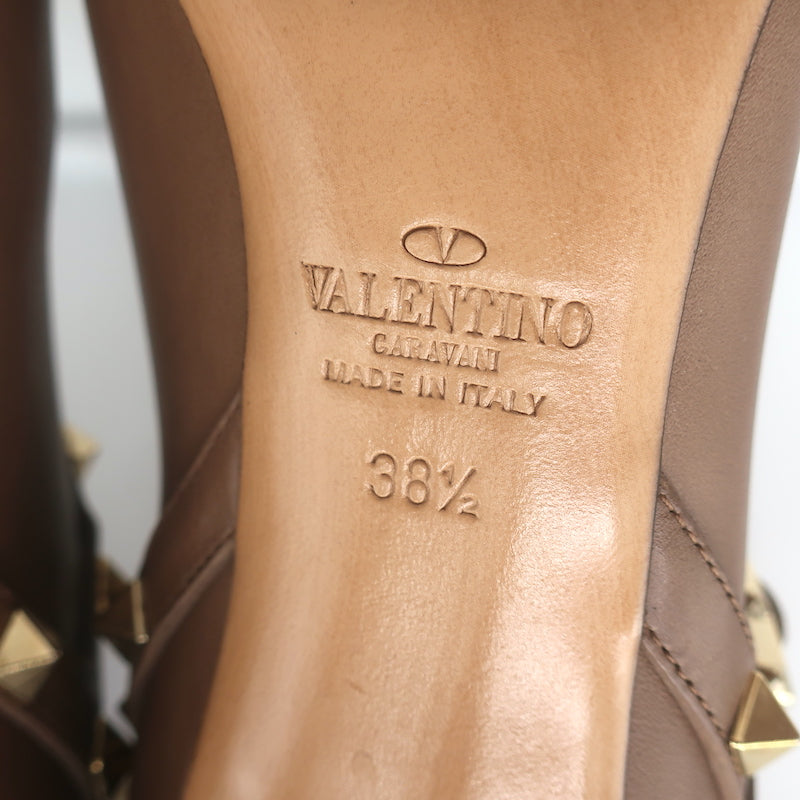 V
VALENTINO
GARAVANI
MADE IN ITALY
38½